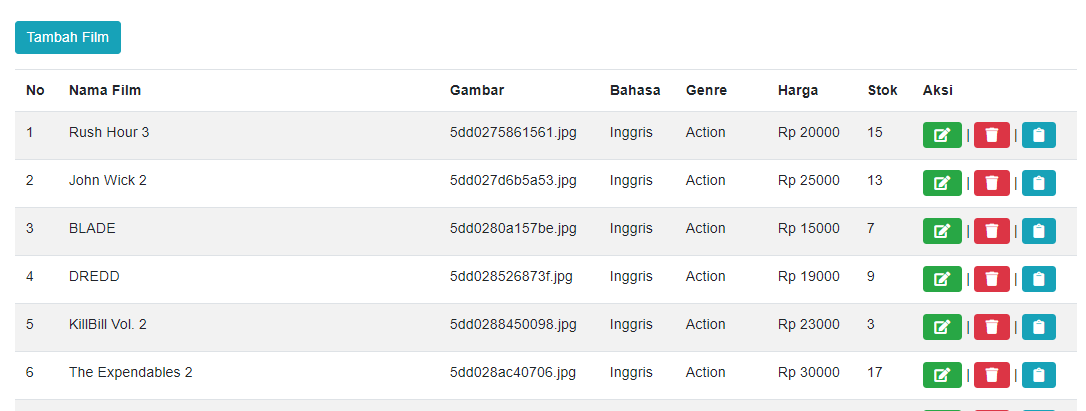 Tambah Film
No Nama Film Gambar Bahasa Genre Harga Stok Aksi
1 Rush Hour 3 5dd0275861561.jpg Inggris Action Rp 20000 15 | |
2 John Wick 2 5dd027d6b5a53.jpg Inggris Action Rp 25000 13 | |
3 BLADE 5dd0280a157be.jpg Inggris Action Rp 15000 7 | |
4 DREDD 5dd028526873f.jpg Inggris Action Rp 19000 9 | |
5 KillBill Vol. 2 5dd0288450098.jpg Inggris Action Rp 23000 3 | |
6 The Expendables 2 5dd028ac40706.jpg Inggris Action Rp 30000 17 | |